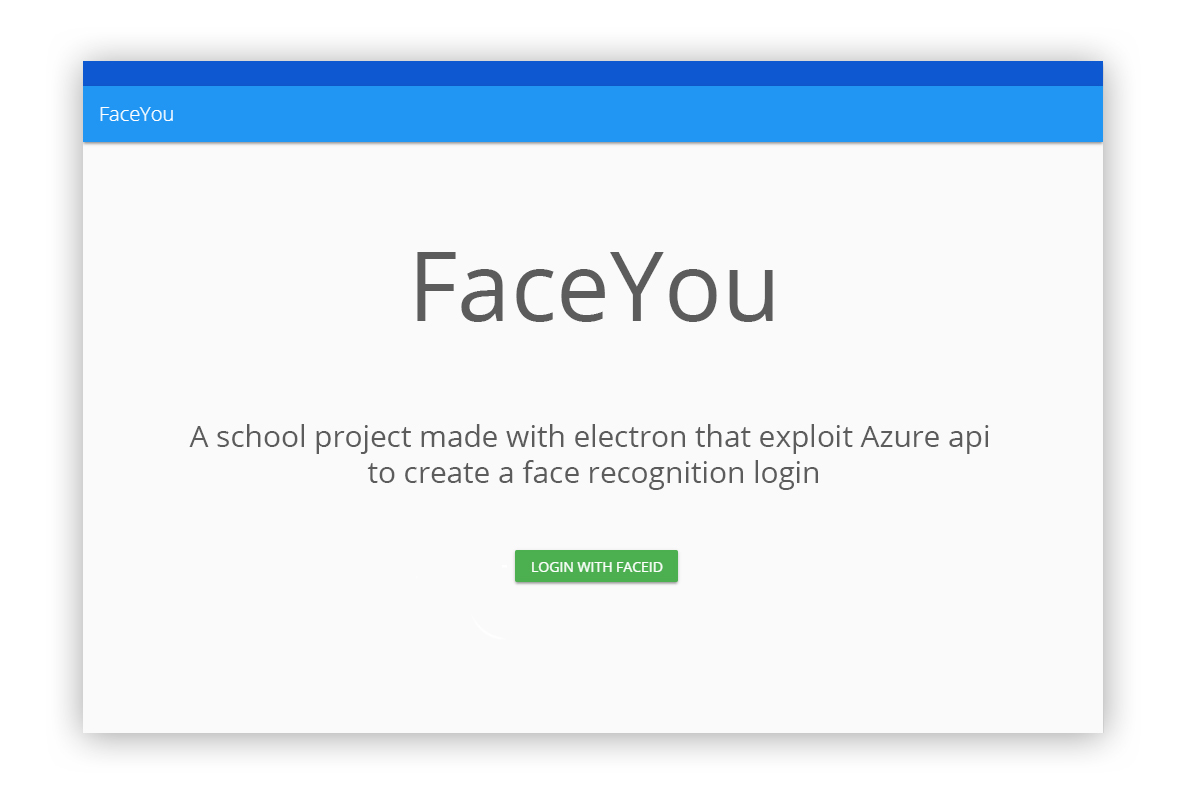 FaceYou
FaceYou
A school project made with electron that exploit Azure api
to create a face recognition login
LOGIN WITH FACEID